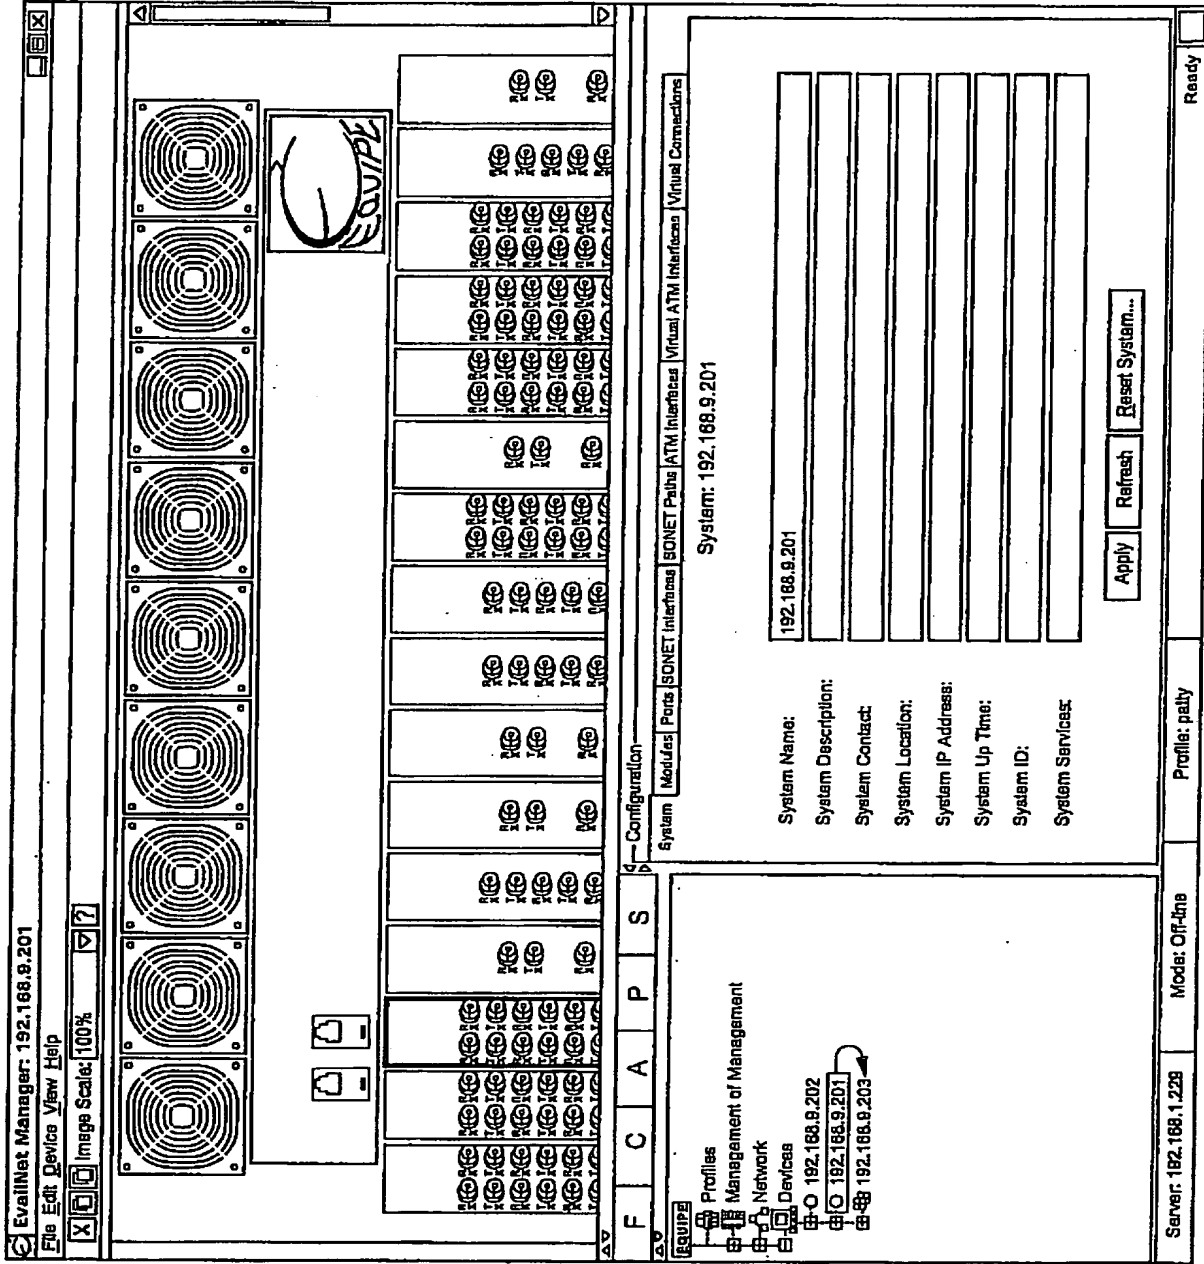 EvailNet Manager: 192.168.9.201
File Edit Device View Help
Image Scale: 100% ?
EQUIPE
F C A P S
EQUIPE
Profiles
Management of Management
Network
Devices
192.168.9.202
192.168.9.201
192.168.9.203
Configuration
System Modules Ports SONET Interfaces SONET Paths ATM Interfaces Virtual ATM Interfaces Virtual Connections
System: 192.168.9.201
System Name: 192.168.9.201
System Description:
System Contact:
System Location:
System IP Address:
System Up Time:
System ID:
System Services:
Apply Refresh Reset System...
Server: 192.168.1.229 Mode: Off-line Profile: patty Ready